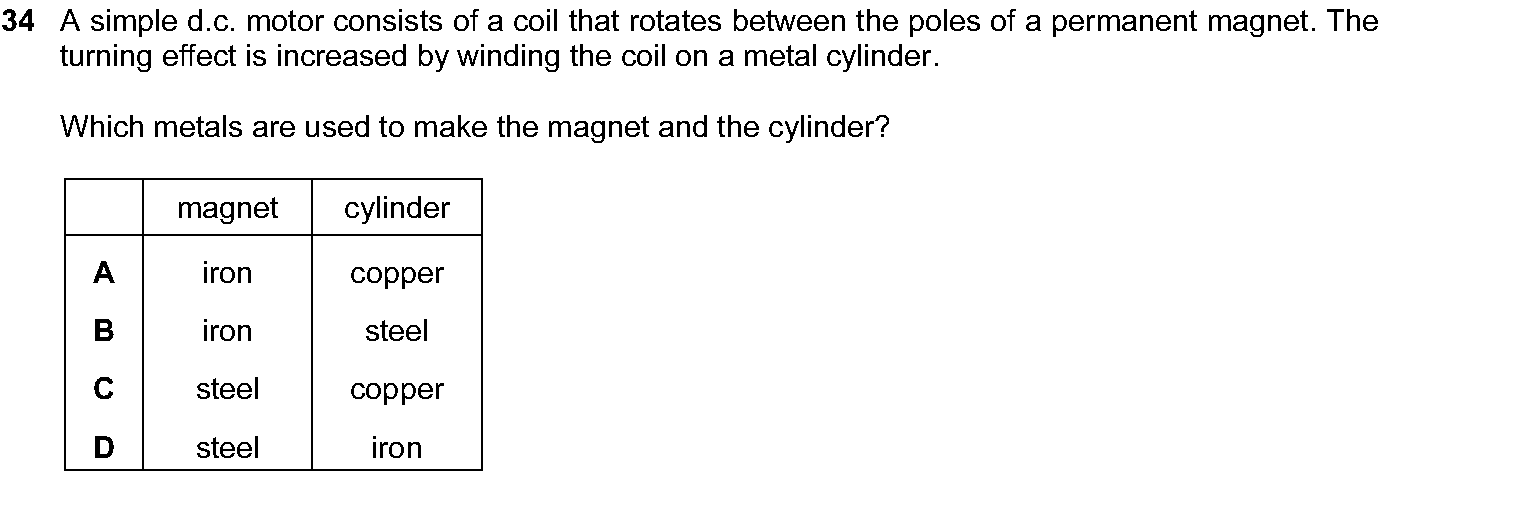 34 A simple d.c. motor consists of a coil that rotates between the poles of a permanent magnet. The
turning effect is increased by winding the coil on a metal cylinder.
Which metals are used to make the magnet and the cylinder?
magnet cylinder
A iron copper
B iron steel
C steel copper
D steel iron